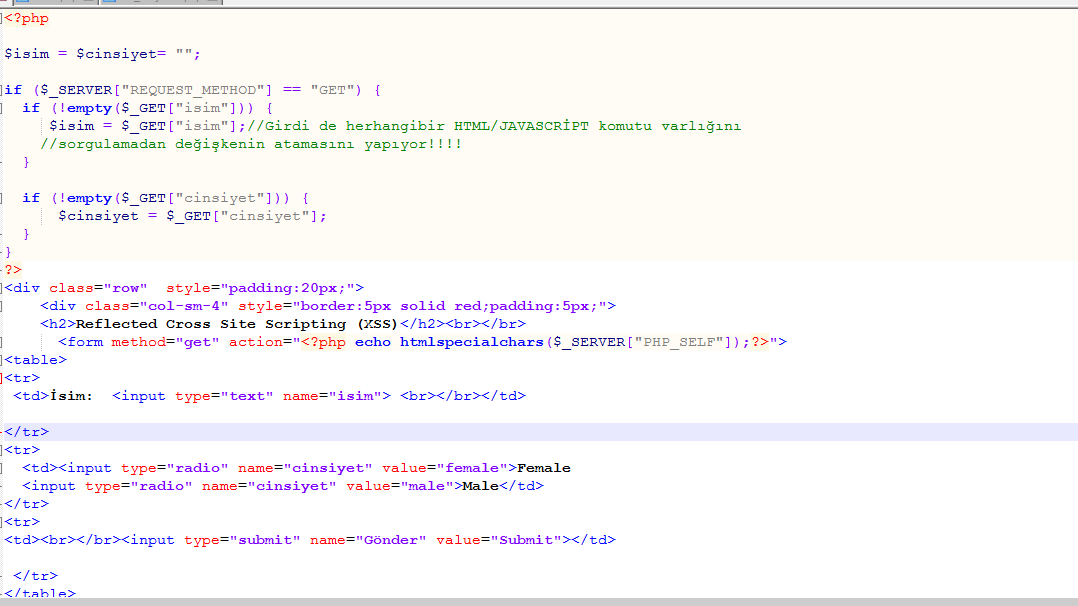 <?php
$isim = $cinsiyet= "";
if ($_SERVER["REQUEST_METHOD"] == "GET") {
if (!empty($_GET["isim"])) {
$isim = $_GET["isim"];//Girdi de herhangibir HTML/JAVASCRİPT komutu varlığını
//sorgulamadan değişkenin atamasını yapıyor!!!!
}
if (!empty($_GET["cinsiyet"])) {
$cinsiyet = $_GET["cinsiyet"];
}
}
?>
<div class="row"  style="padding:20px;">
<div class="col-sm-4" style="border:5px solid red;padding:5px;">
<h2>Reflected Cross Site Scripting (XSS)</h2><br></br>
<form method="get" action="<?php echo htmlspecialchars($_SERVER["PHP_SELF"]);?>">
<table>
<tr>
<td>İsim:  <input type="text" name="isim"> <br></br></td>
</tr>
<tr>
<td><input type="radio" name="cinsiyet" value="female">Female
<input type="radio" name="cinsiyet" value="male">Male</td>
</tr>
<tr>
<td><br></br><input type="submit" name="Gönder" value="Submit"></td>
</tr>
</table>